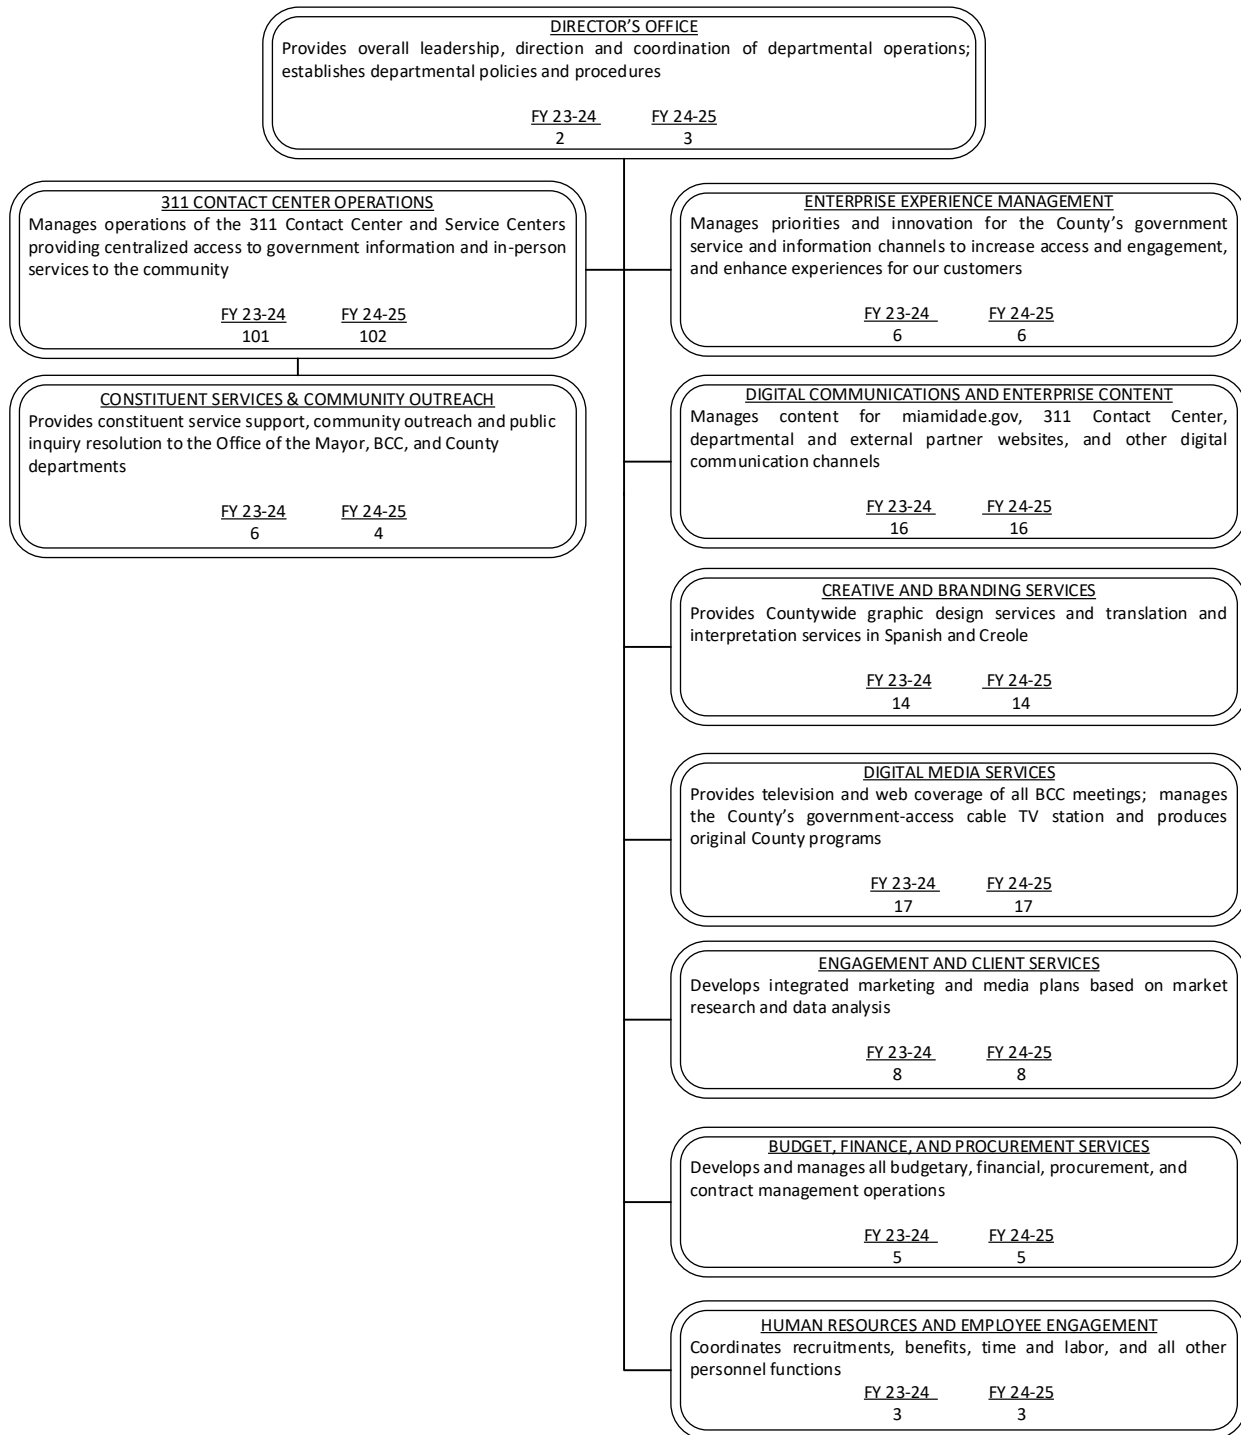 DIRECTOR'S OFFICE
Provides overall leadership, direction and coordination of departmental operations;
establishes departmental policies and procedures
FY 23-24 FY 24-25
2 3
311 CONTACT CENTER OPERATIONS
Manages operations of the 311 Contact Center and Service Centers
providing centralized access to government information and in-person
services to the community
FY 23-24 FY 24-25
101 102
CONSTITUENT SERVICES & COMMUNITY OUTREACH
Provides constituent service support, community outreach and public
inquiry resolution to the Office of the Mayor, BCC, and County
departments
FY 23-24 FY 24-25
6 4
ENTERPRISE EXPERIENCE MANAGEMENT
Manages priorities and innovation for the County's government
service and information channels to increase access and engagement,
and enhance experiences for our customers
FY 23-24 FY 24-25
6 6
DIGITAL COMMUNICATIONS AND ENTERPRISE CONTENT
Manages content for miamidade.gov, 311 Contact Center,
departmental and external partner websites, and other digital
communication channels
FY 23-24 FY 24-25
16 16
CREATIVE AND BRANDING SERVICES
Provides Countywide graphic design services and translation and
interpretation services in Spanish and Creole
FY 23-24 FY 24-25
14 14
DIGITAL MEDIA SERVICES
Provides television and web coverage of all BCC meetings; manages
the County's government-access cable TV station and produces
original County programs
FY 23-24 FY 24-25
17 17
ENGAGEMENT AND CLIENT SERVICES
Develops integrated marketing and media plans based on market
research and data analysis
FY 23-24 FY 24-25
8 8
BUDGET, FINANCE, AND PROCUREMENT SERVICES
Develops and manages all budgetary, financial, procurement, and
contract management operations
FY 23-24 FY 24-25
5 5
HUMAN RESOURCES AND EMPLOYEE ENGAGEMENT
Coordinates recruitments, benefits, time and labor, and all other
personnel functions
FY 23-24 FY 24-25
3 3